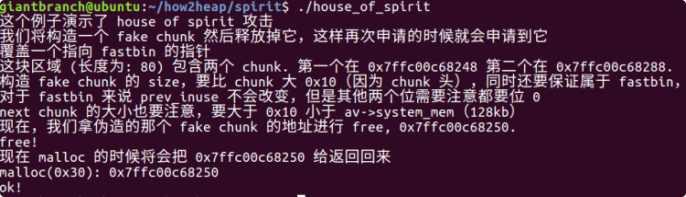 giantbranch@ubuntu:~/how2heap/spirit$ ./house_of_spirit
这个例子演示了 house of spirit 攻击
我们将构造一个 fake chunk 然后释放掉它，这样再次申请的时候就会申请到它
覆盖一个指向 fastbin 的指针
这块区域 (长度为: 80) 包含两个 chunk. 第一个在 0x7ffc00c68248 第二个在 0x7ffc00c68288.
构造 fake chunk 的 size，要比 chunk 大 0x10（因为 chunk 头），同时还要保证属于 fastbin，
对于 fastbin 来说 prev_inuse 不会改变，但是其他两个位需要注意都要位 0
next chunk 的大小也要注意，要大于 0x10 小于 av->system_mem（128kb）
现在，我们拿伪造的那个 fake chunk 的地址进行 free, 0x7ffc00c68250.
free!
现在 malloc 的时候将会把 0x7ffc00c68250 给返回回来
malloc(0x30): 0x7ffc00c68250
ok!